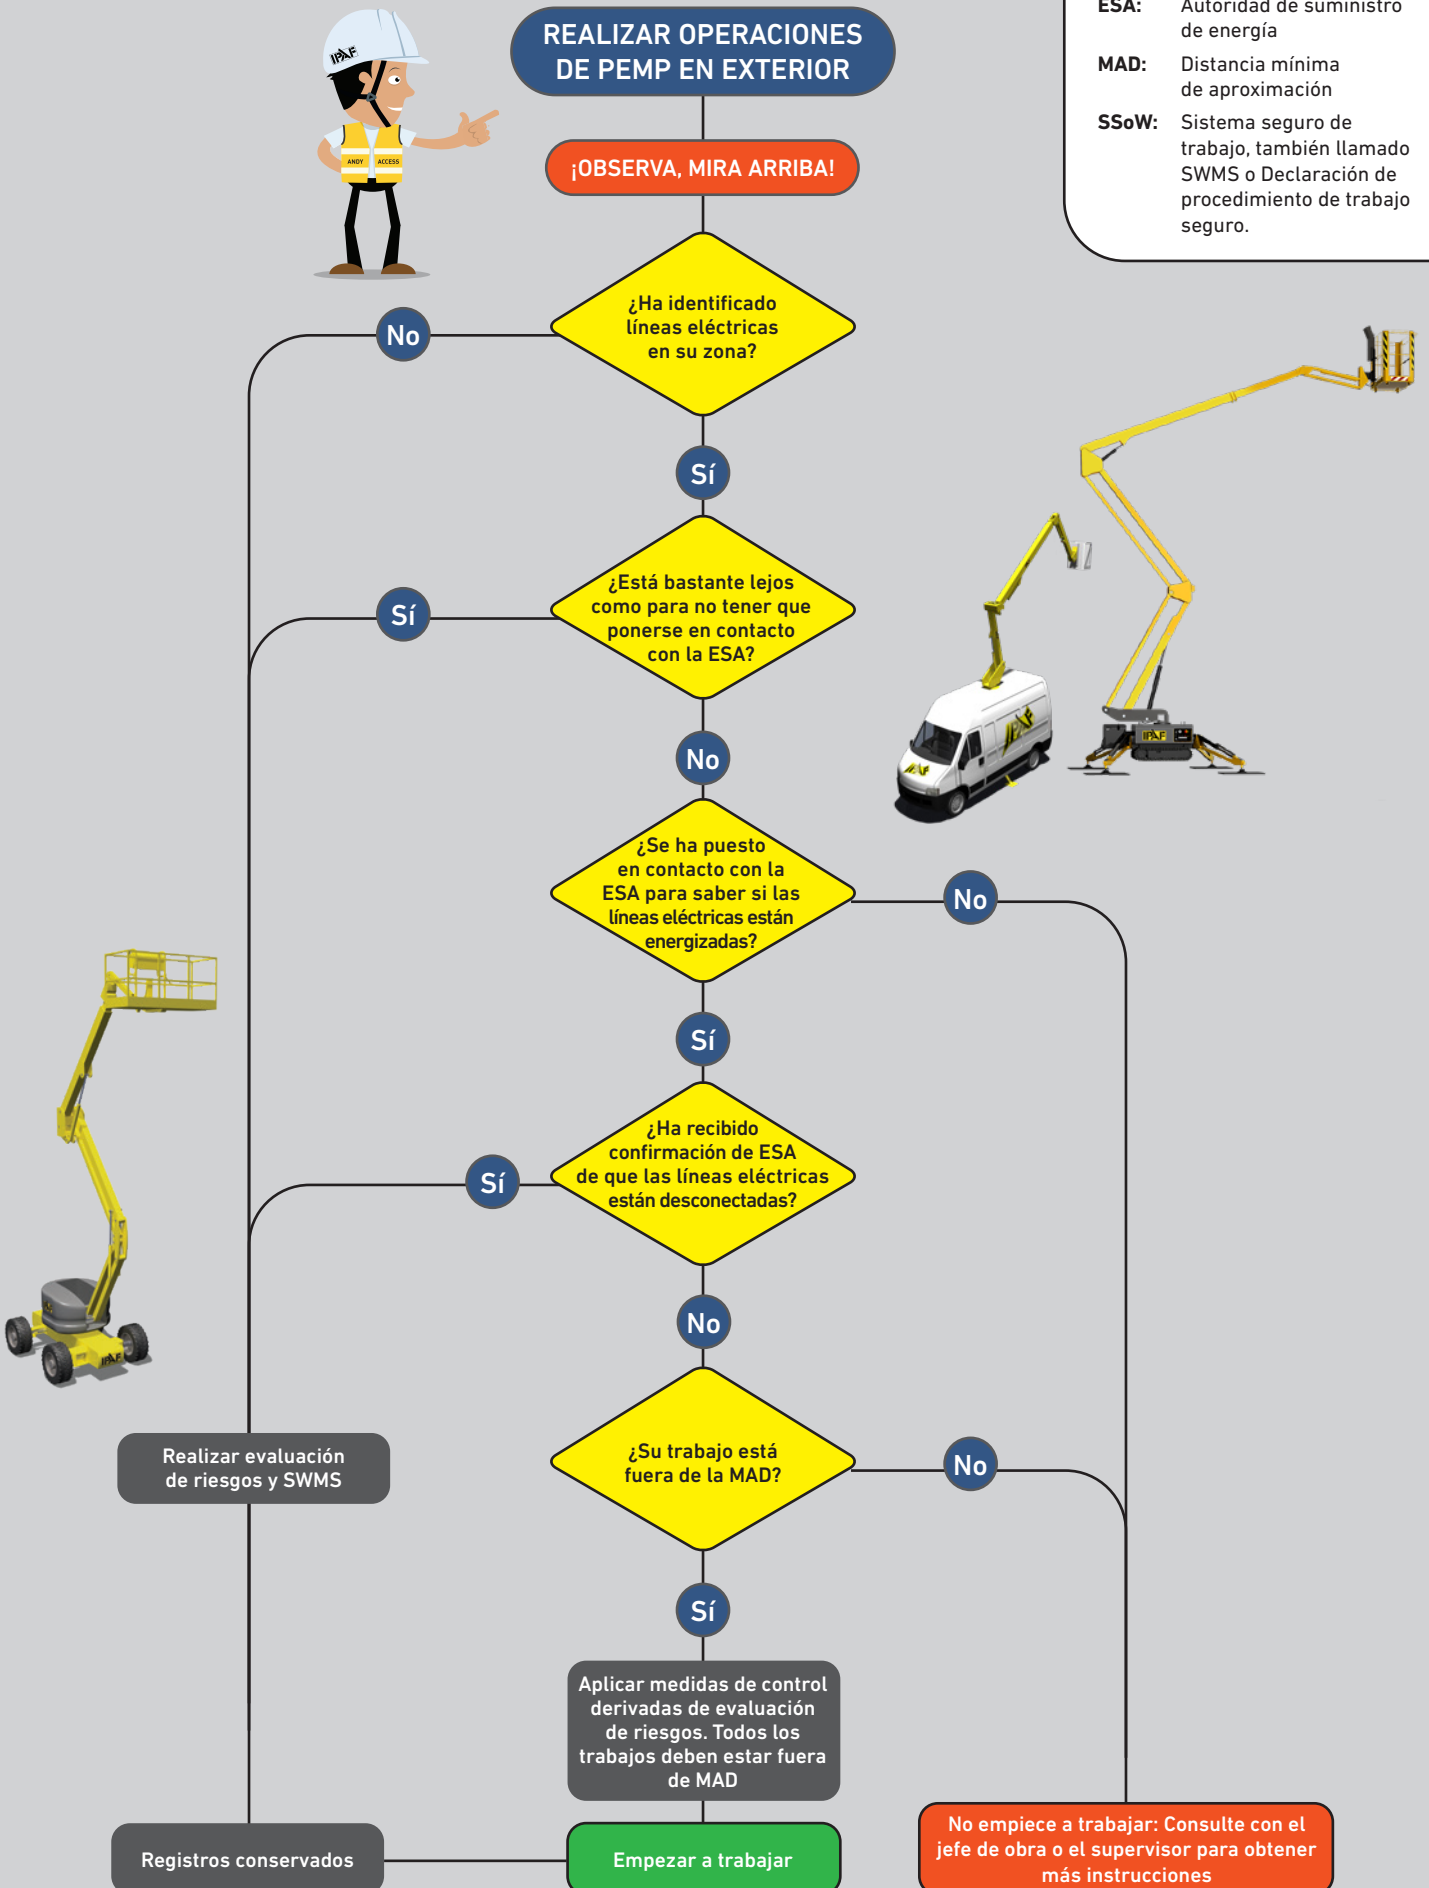 REALIZAR OPERACIONES
DE PEMP EN EXTERIOR
ESA: Autoridad de suministro
de energía
MAD: Distancia mínima
de aproximación
SSoW: Sistema seguro de
trabajo, también llamado
SWMS o Declaración de
procedimiento de trabajo
seguro.
IPAF
ANDY ACCESS
¡OBSERVA, MIRA ARRIBA!
¿Ha identificado
líneas eléctricas
en su zona?
No
Sí
¿Está bastante lejos
como para no tener que
ponerse en contacto
con la ESA?
Sí
No
IPAF
IPAF
IPAF
¿Se ha puesto
en contacto con la
ESA para saber si las
líneas eléctricas están
energizadas?
No
Sí
¿Ha recibido
confirmación de ESA
de que las líneas eléctricas
están desconectadas?
Sí
No
IPAF
¿Su trabajo está
fuera de la MAD?
No
Sí
Realizar evaluación
de riesgos y SWMS
Aplicar medidas de control
derivadas de evaluación
de riesgos. Todos los
trabajos deben estar fuera
de MAD
Registros conservados
Empezar a trabajar
No empiece a trabajar: Consulte con el
jefe de obra o el supervisor para obtener
más instrucciones